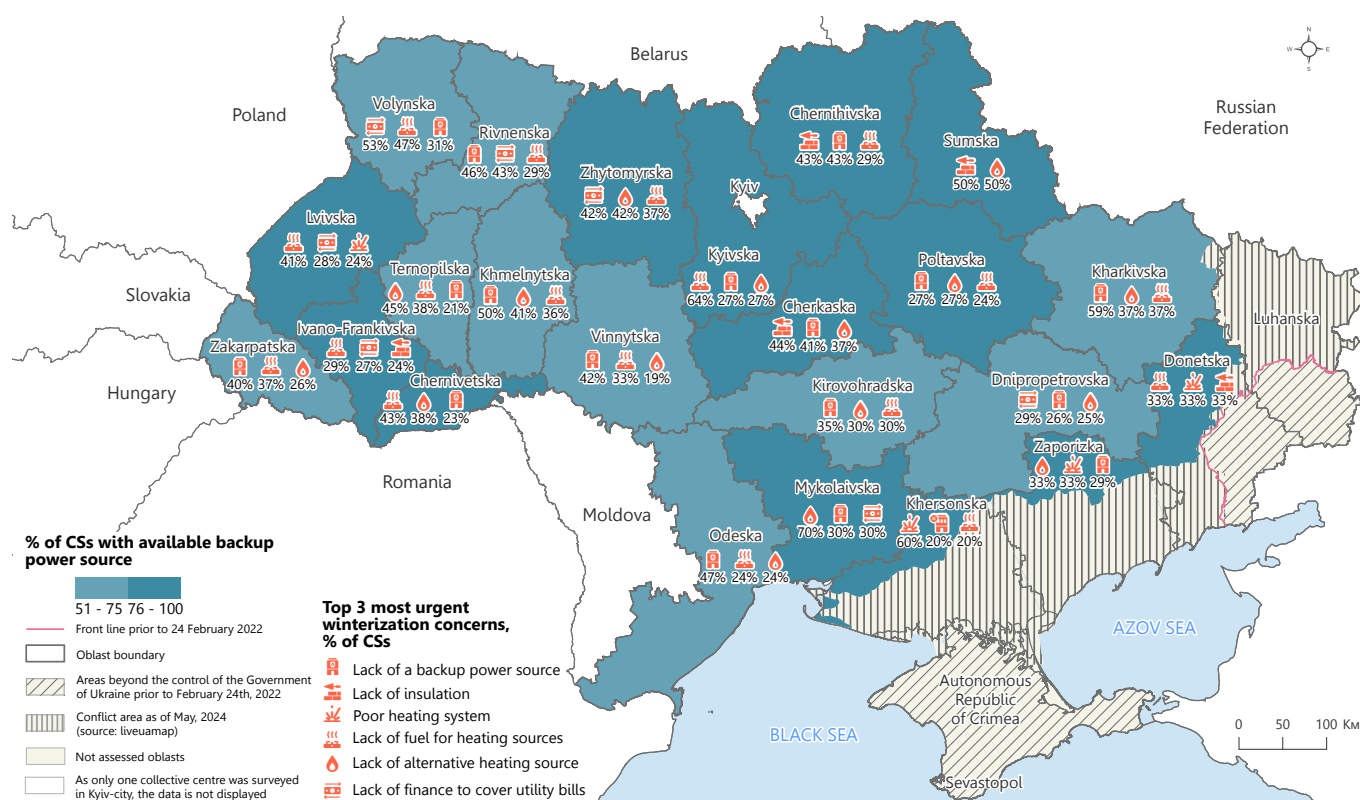 Belarus
Poland
Russian
Federation
N
W E
S
Volynska
53% 47% 31%
Rivnenska
46% 43% 29%
Zhytomyrska
42% 42% 37%
Kyiv
Chernihivska
43% 43% 29%
Sumska
50% 50%
Lvivska
41% 28% 24%
Ternopilska
45% 38% 21%
Khmelnytska
50% 41% 36%
Kyivska
64% 27% 27%
Poltavska
27% 27% 24%
Kharkivska
59% 37% 37%
Luhanska
Slovakia
Cherkaska
44% 41% 37%
Vinnytska
42% 33% 19%
Ivano-Frankivska
29% 27% 24%
Zakarpatska
40% 37% 26%
Chernivetska
43% 38% 23%
Hungary
Kirovohradska
35% 30% 30%
Dnipropetrovska
29% 26% 25%
Donetska
33% 33% 33%
Zaporizka
33% 33% 29%
Romania
Moldova
Mykolaivska
70% 30% 30%
Khersonska
60% 20% 20%
Odeska
47% 24% 24%
AZOV SEA
BLACK SEA
Autonomous
Republic
of Crimea
Sevastopol
% of CSs with available backup
power source
51 - 75 76 - 100
Front line prior to 24 February 2022
Oblast boundary
Areas beyond the control of the Government
of Ukraine prior to February 24th, 2022
Conflict area as of May, 2024
(source: liveuamap)
Not assessed oblasts
As only one collective centre was surveyed
in Kyiv-city, the data is not displayed
Top 3 most urgent
winterization concerns,
% of CSs
Lack of a backup power source
Lack of insulation
Poor heating system
Lack of fuel for heating sources
Lack of alternative heating source
Lack of finance to cover utility bills
0 50 100 Км